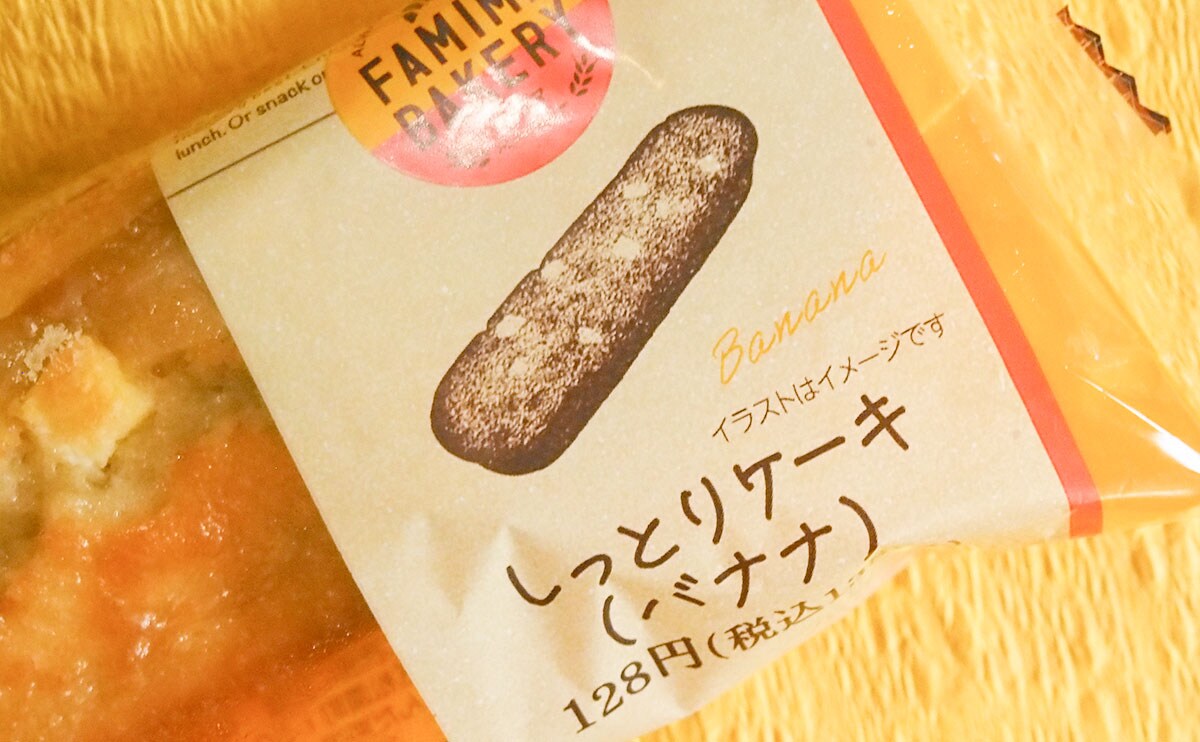 lunch. Or snack
FAMIMA
BAKERY
Banana
イラストはイメージです
しっとりケーキ
(バナナ)
128円(税込